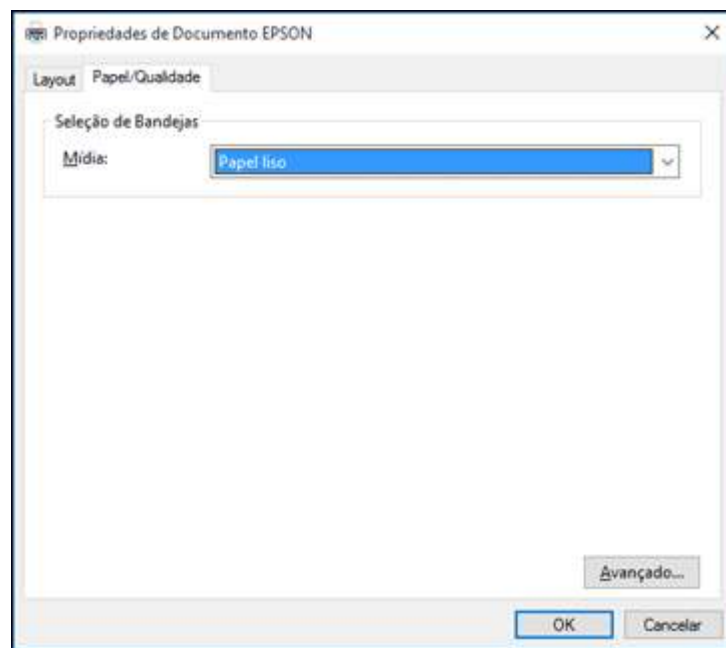 Propriedades de Documento EPSON
Layout Papel/Qualidade
Seleção de Bandejas
Mídia: Papel liso
Avançado...
OK Cancelar